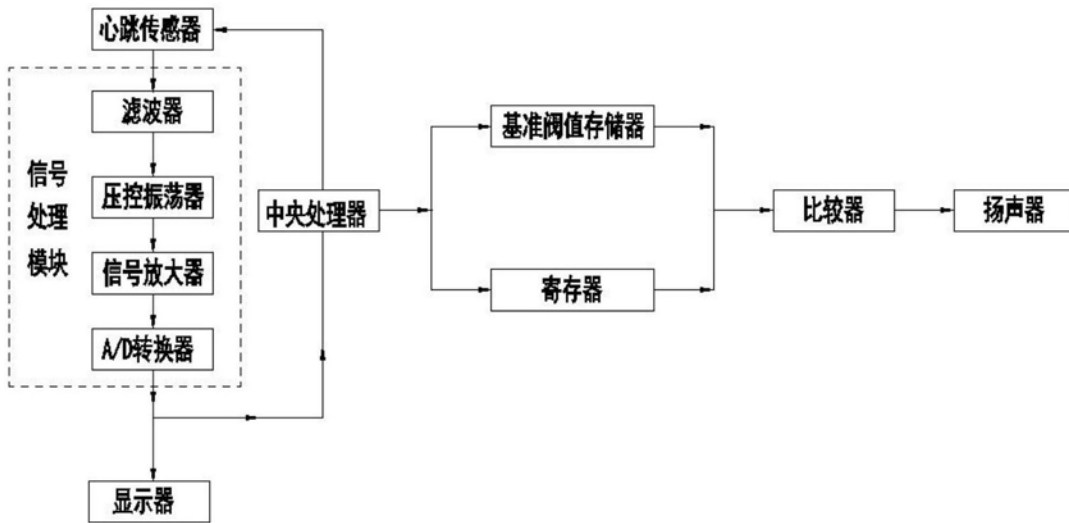 心跳传感器
滤波器
基准阀值存储器
信号
处理
模块
压控振荡器
中央处理器
比较器
扬声器
信号放大器
寄存器
A/D转换器
显示器